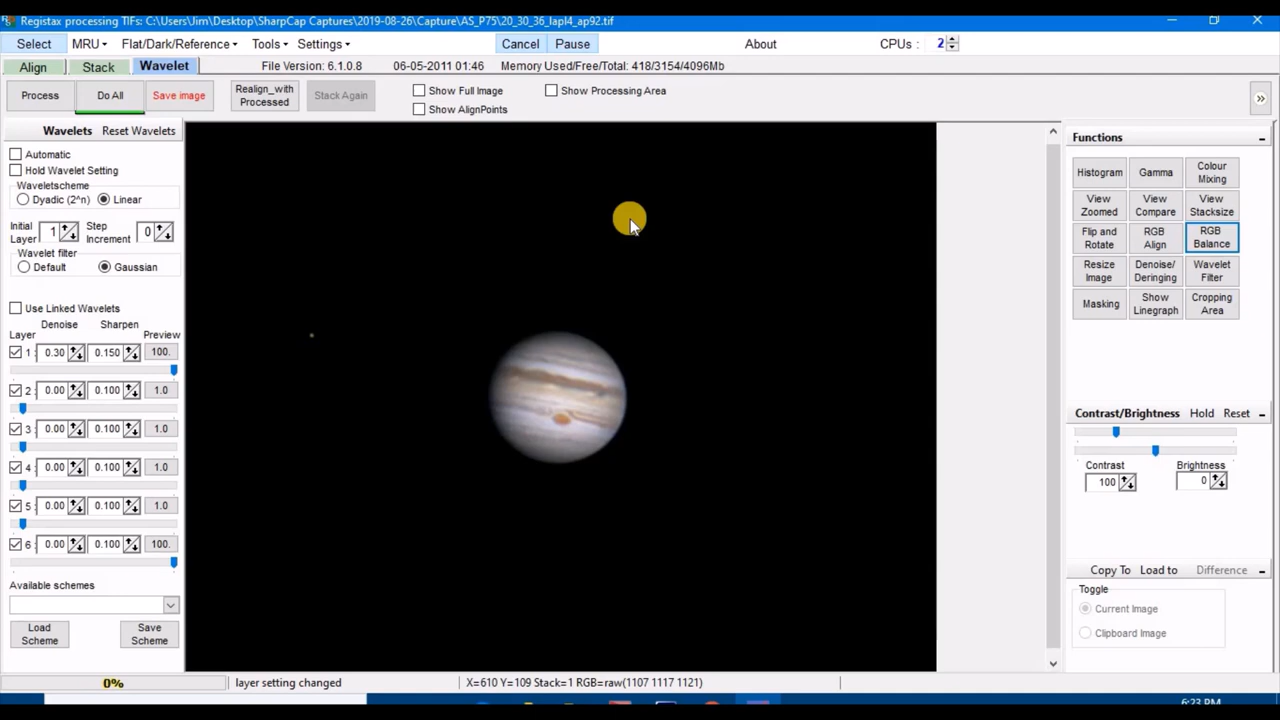 Registax processing TIFs: C:\Users\Jim\Desktop\SharpCap Captures\2019-08-26\Capture\AS_P75\20_30_36_lapl4_ap92.tif
Select MRU Flat/Dark/Reference Tools Settings Cancel Pause About CPUs : 2
Align Stack Wavelet File Version: 6.1.0.8 06-05-2011 01:46 Memory Used/Free/Total: 418/3154/4096Mb
Process Do All Save image Realign_with Processed Stack Again Show Full Image Show Processing Area »
Show AlignPoints
Wavelets Reset Wavelets
Automatic
Hold Wavelet Setting
Waveletscheme
Dyadic (2^n) Linear
Initial Layer 1 Step Increment 0
Wavelet filter
Default Gaussian
Use Linked Wavelets
Denoise Sharpen
Layer Preview
1 : 0.30 0.150 100.
2 : 0.00 0.100 1.0
3 : 0.00 0.100 1.0
4 : 0.00 0.100 1.0
5 : 0.00 0.100 1.0
6 : 0.00 0.100 100.
Available schemes
Load Scheme Save Scheme
Functions
Histogram Gamma Colour Mixing
View Zoomed View Compare View Stacksize
Flip and Rotate RGB Align RGB Balance
Resize Image Denoise/ Deringing Wavelet Filter
Masking Show Linegraph Cropping Area
Contrast/Brightness Hold Reset
Contrast Brightness
100 0
Copy To Load to Difference
Toggle
Current Image
Clipboard Image
0% layer setting changed X=610 Y=109 Stack=1 RGB=raw(1107 1117 1121)
6:23 PM